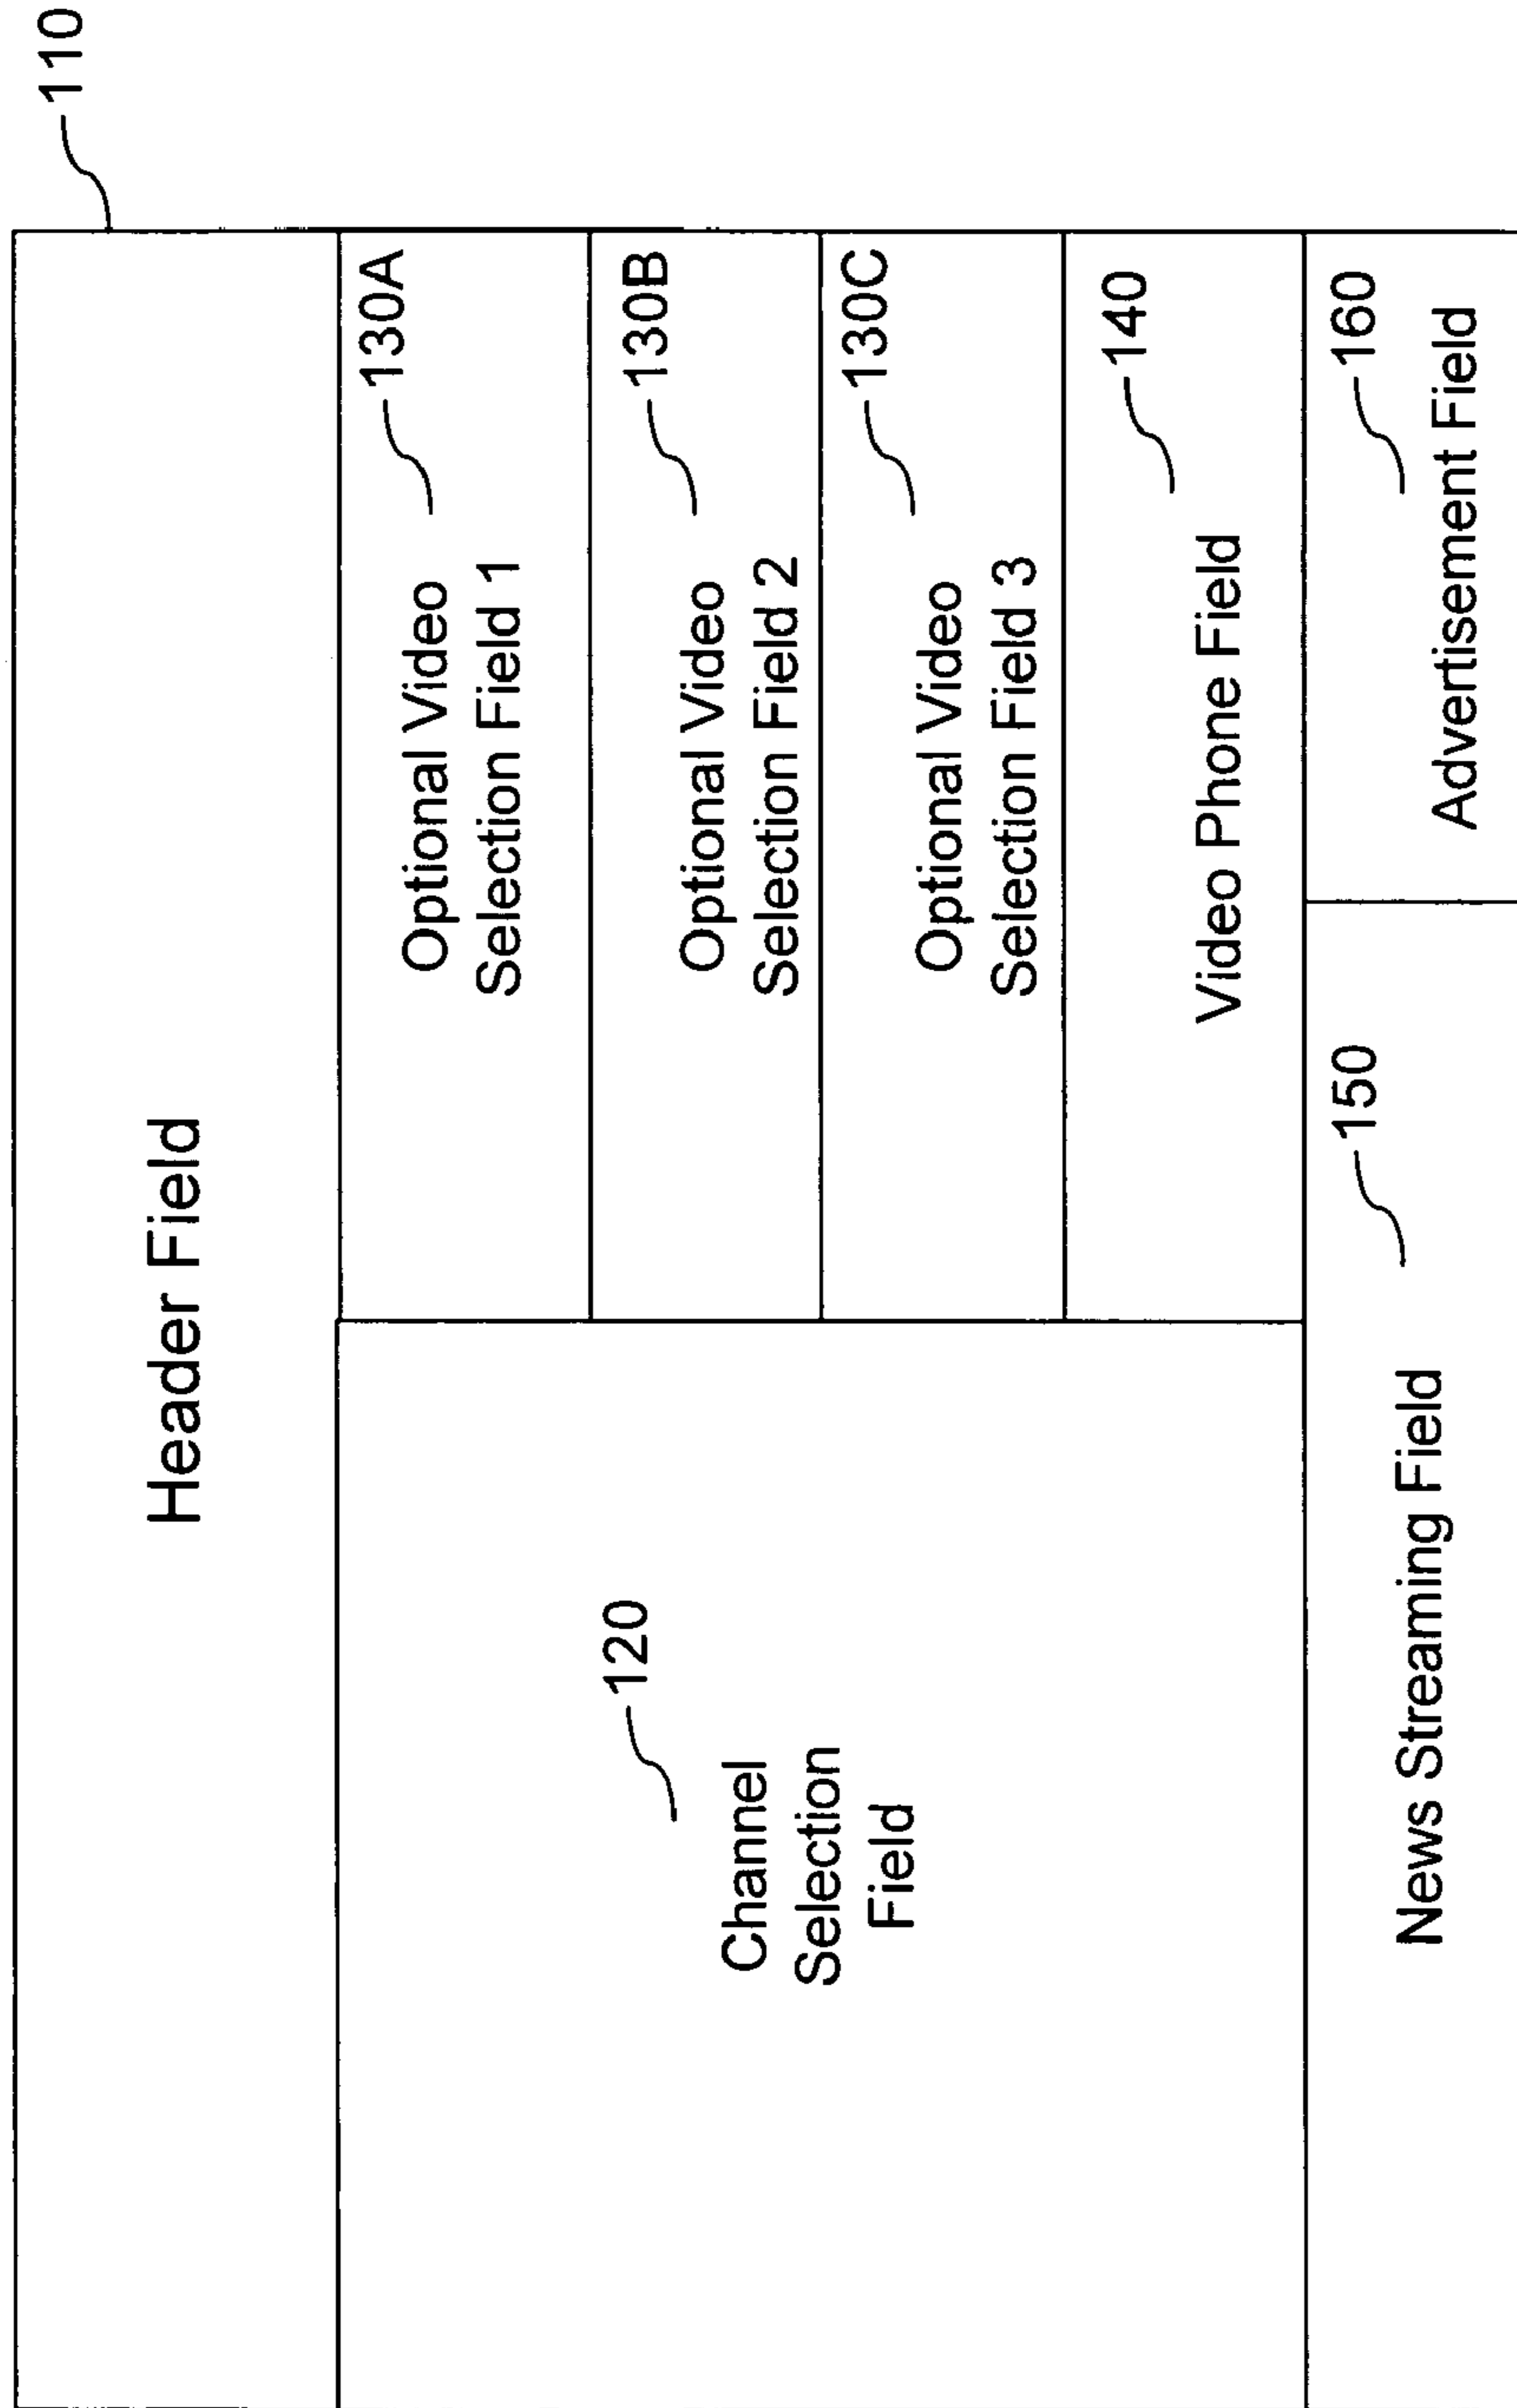 110
Header Field
120
Channel
Selection
Field
130A
Optional Video
Selection Field 1
130B
Optional Video
Selection Field 2
130C
Optional Video
Selection Field 3
140
Video Phone Field
150
News Streaming Field
160
Advertisement Field